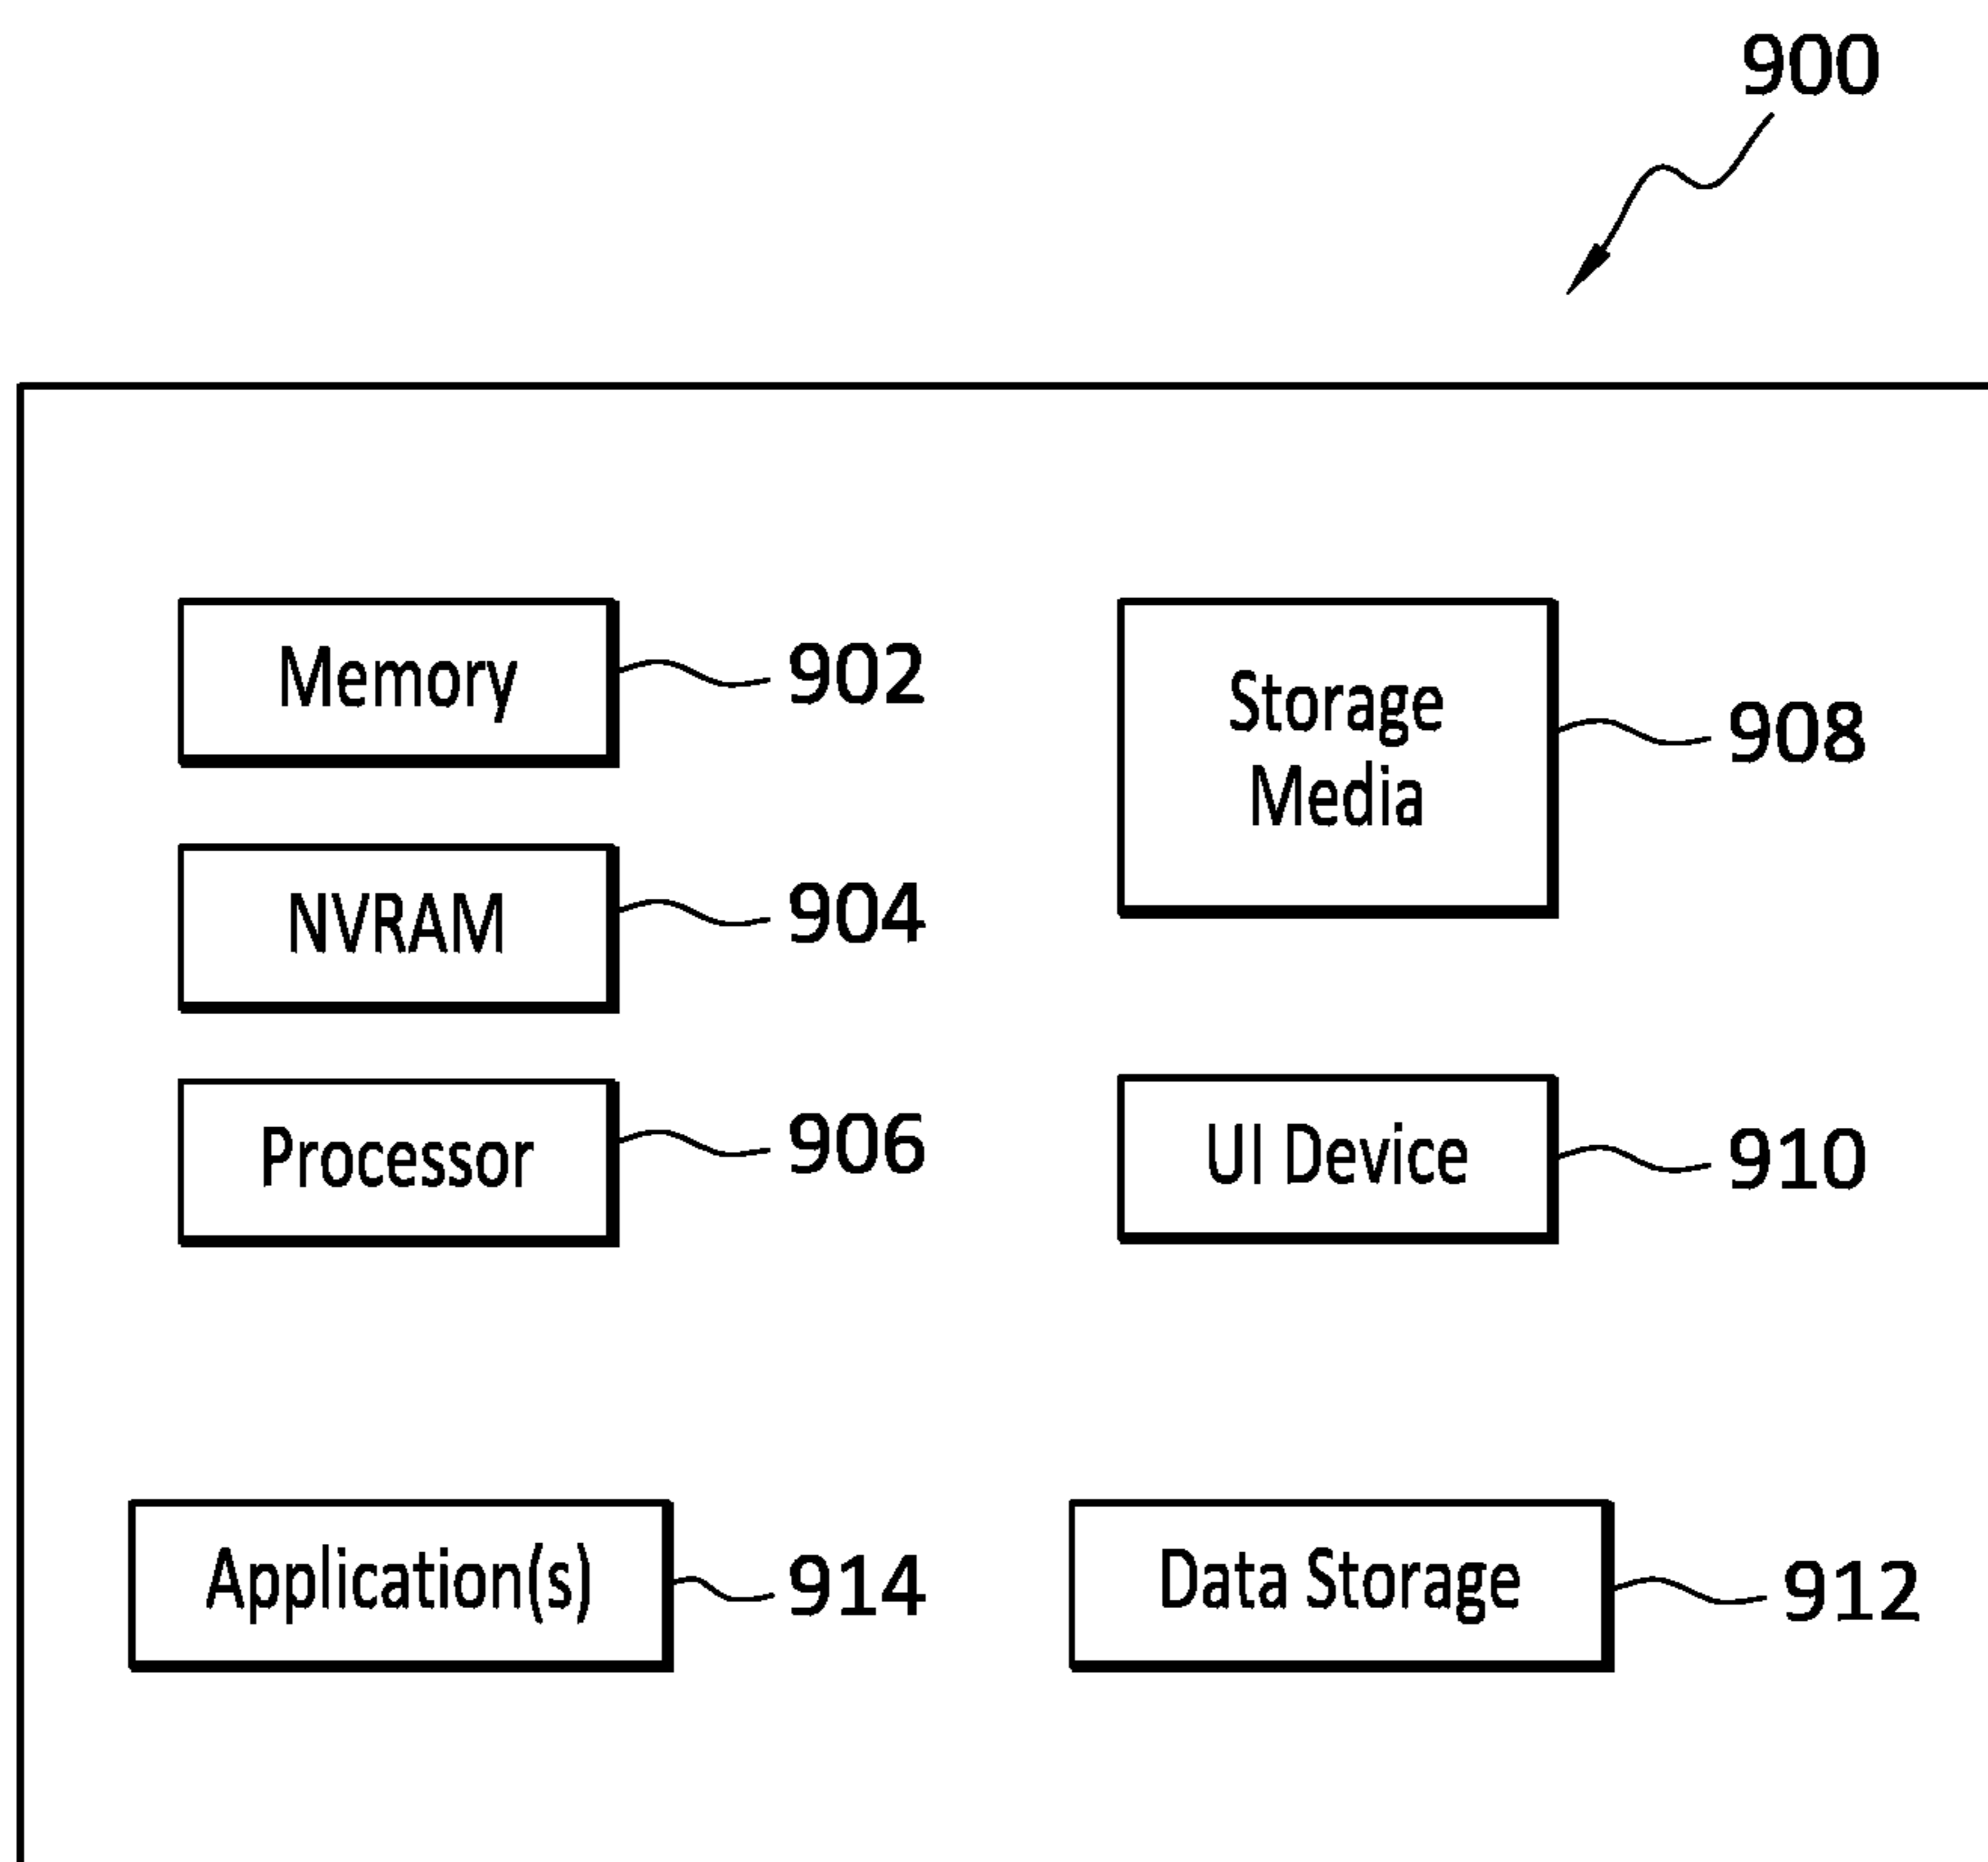 900
Memory
902
NVRAM
904
Processor
906
Storage
Media
908
UI Device
910
Application(s)
914
Data Storage
912